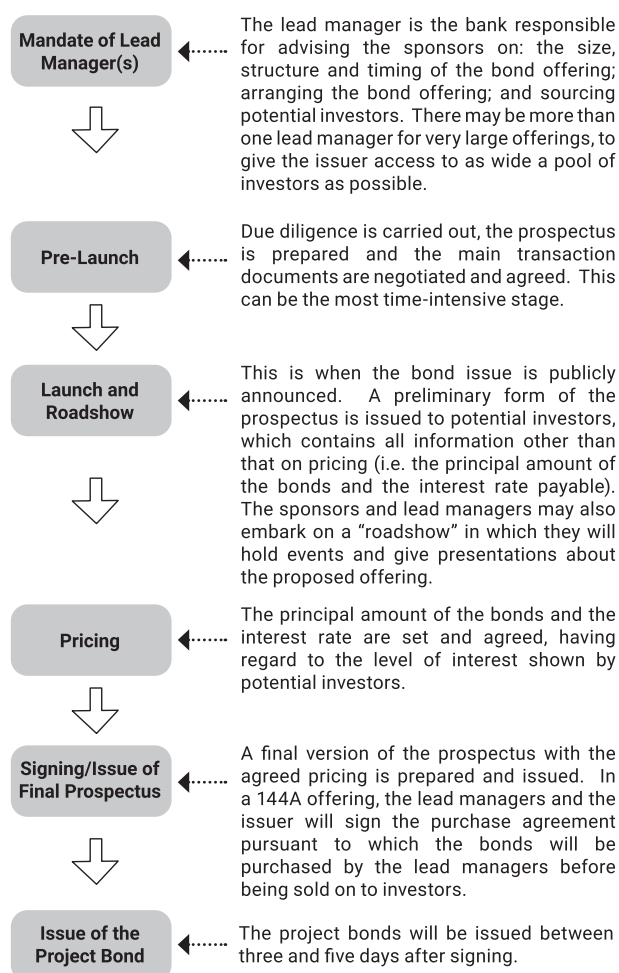 Mandate of Lead
Manager(s)
The lead manager is the bank responsible
for advising the sponsors on: the size,
structure and timing of the bond offering;
arranging the bond offering; and sourcing
potential investors. There may be more than
one lead manager for very large offerings, to
give the issuer access to as wide a pool of
investors as possible.
Pre-Launch
Due diligence is carried out, the prospectus
is prepared and the main transaction
documents are negotiated and agreed. This
can be the most time-intensive stage.
Launch and
Roadshow
This is when the bond issue is publicly
announced. A preliminary form of the
prospectus is issued to potential investors,
which contains all information other than
that on pricing (i.e. the principal amount of
the bonds and the interest rate payable).
The sponsors and lead managers may also
embark on a “roadshow” in which they will
hold events and give presentations about
the proposed offering.
Pricing
The principal amount of the bonds and the
interest rate are set and agreed, having
regard to the level of interest shown by
potential investors.
Signing/Issue of
Final Prospectus
A final version of the prospectus with the
agreed pricing is prepared and issued. In
a 144A offering, the lead managers and the
issuer will sign the purchase agreement
pursuant to which the bonds will be
purchased by the lead managers before
being sold on to investors.
Issue of the
Project Bond
The project bonds will be issued between
three and five days after signing.